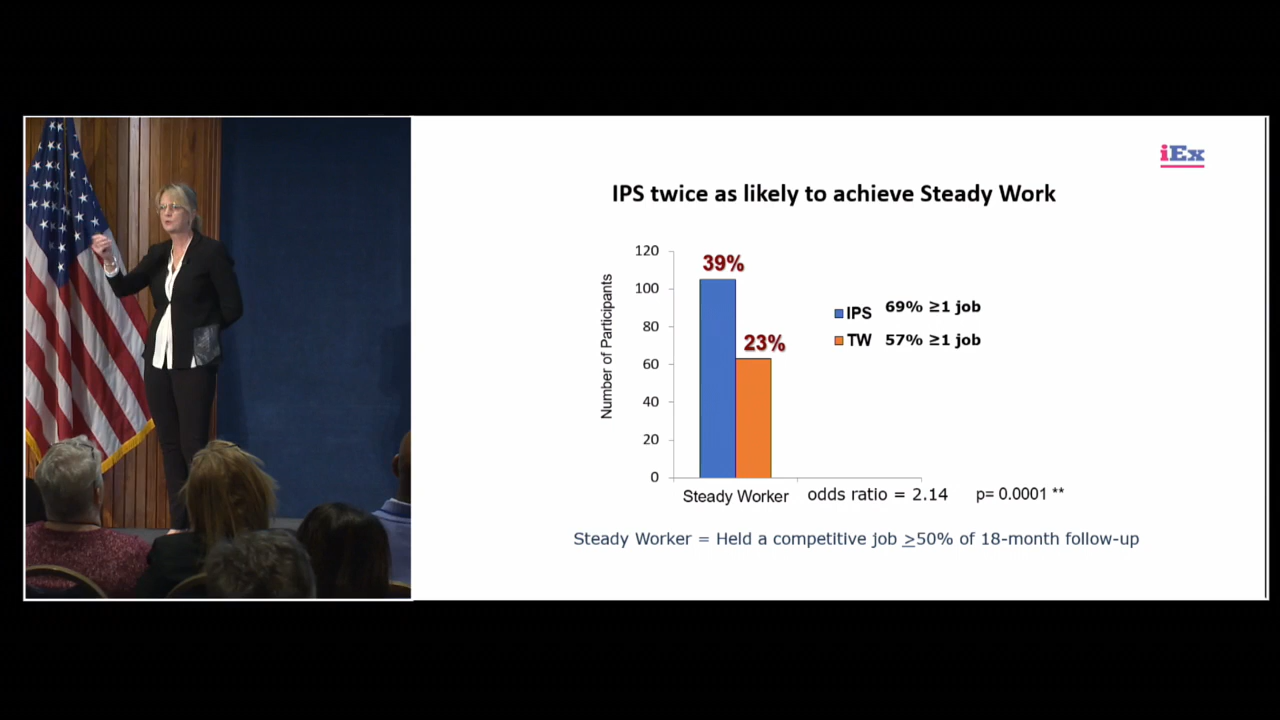 iEx
IPS twice as likely to achieve Steady Work
Number of Participants
120
100
80
60
40
20
0
39%
23%
IPS 69% ≥1 job
TW 57% ≥1 job
Steady Worker
odds ratio = 2.14 p= 0.0001 **
Steady Worker = Held a competitive job ≥50% of 18-month follow-up